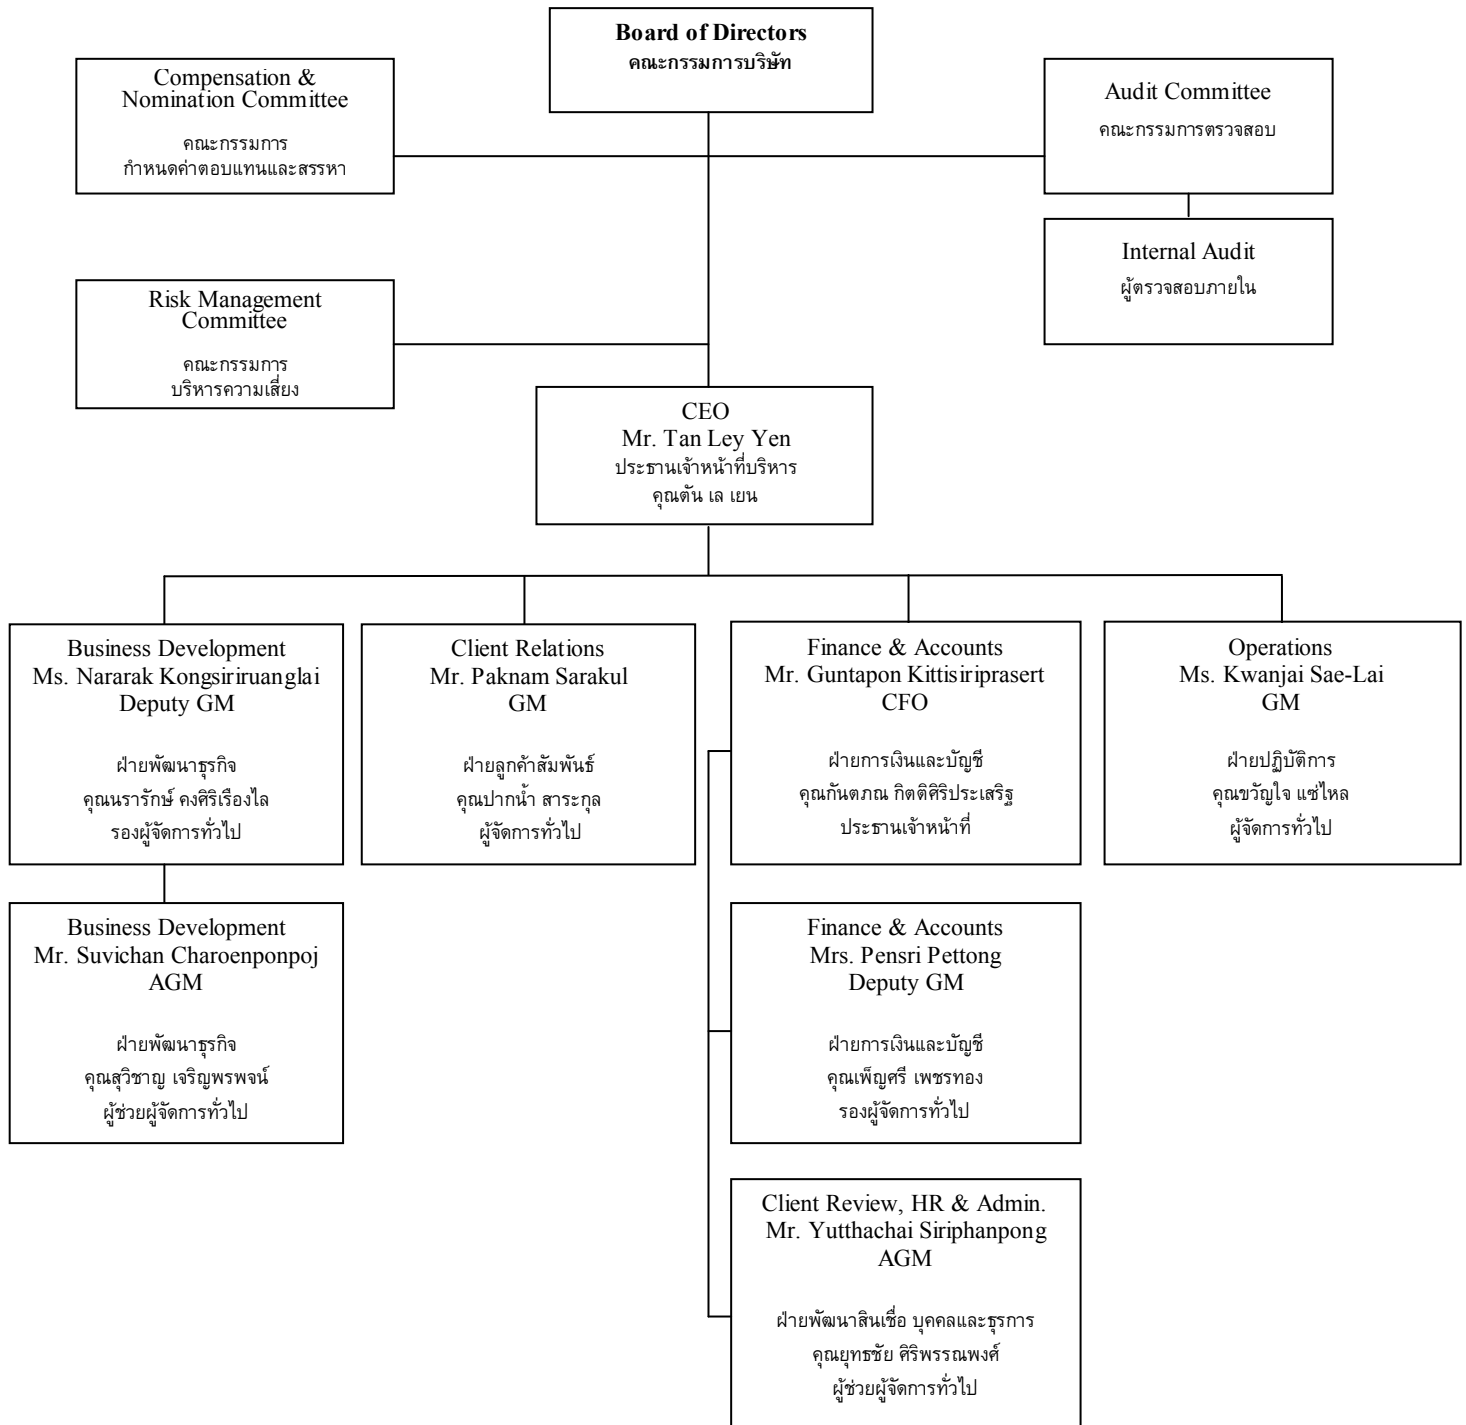 Board of Directors
คณะกรรมการบริษัท
Compensation &
Nomination Committee
คณะกรรมการ
กำหนดค่าตอบแทนและสรรหา
Audit Committee
คณะกรรมการตรวจสอบ
Internal Audit
ผู้ตรวจสอบภายใน
Risk Management
Committee
คณะกรรมการ
บริหารความเสี่ยง
CEO
Mr. Tan Ley Yen
ประธานเจ้าหน้าที่บริหาร
คุณตัน เล เยน
Business Development
Ms. Nararak Kongsiriruanglai
Deputy GM
ฝ่ายพัฒนาธุรกิจ
คุณนรารักษ์ คงศิริเรืองไล
รองผู้จัดการทั่วไป
Client Relations
Mr. Paknam Sarakul
GM
ฝ่ายลูกค้าสัมพันธ์
คุณปากน้ำ สาระกุล
ผู้จัดการทั่วไป
Finance & Accounts
Mr. Guntapon Kittisiriprasert
CFO
ฝ่ายการเงินและบัญชี
คุณกันตภณ กิตติศิริประเสริฐ
ประธานเจ้าหน้าที่
Operations
Ms. Kwanjai Sae-Lai
GM
ฝ่ายปฏิบัติการ
คุณขวัญใจ แซ่ไหล
ผู้จัดการทั่วไป
Business Development
Mr. Suvichan Charoenponpoj
AGM
ฝ่ายพัฒนาธุรกิจ
คุณสุวิชาญ เจริญพรพจน์
ผู้ช่วยผู้จัดการทั่วไป
Finance & Accounts
Mrs. Pensri Pettong
Deputy GM
ฝ่ายการเงินและบัญชี
คุณเพ็ญศรี เพชรทอง
รองผู้จัดการทั่วไป
Client Review, HR & Admin.
Mr. Yutthachai Siriphanpong
AGM
ฝ่ายพัฒนาสินเชื่อ บุคคลและธุรการ
คุณยุทธชัย ศิริพรรณพงศ์
ผู้ช่วยผู้จัดการทั่วไป